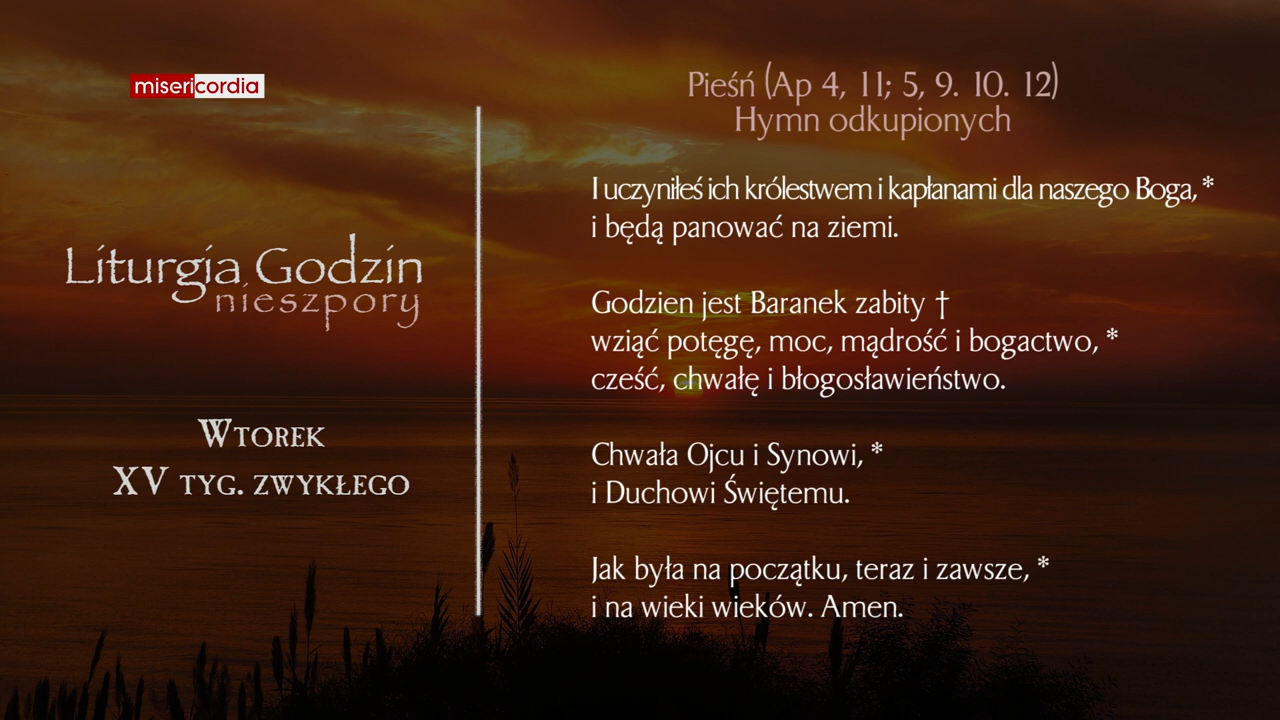 misericordia
Liturgia Godzin
nieszpory
Wtorek
XV tyg. zwykłego
Pieśń (Ap 4, 11; 5, 9. 10. 12)
Hymn odkupionych
I uczyniłeś ich królestwem i kapłanami dla naszego Boga, *
i będą panować na ziemi.
Godzien jest Baranek zabity †
wziąć potęgę, moc, mądrość i bogactwo, *
cześć, chwałę i błogosławieństwo.
Chwała Ojcu i Synowi, *
i Duchowi Świętemu.
Jak była na początku, teraz i zawsze, *
i na wieki wieków. Amen.